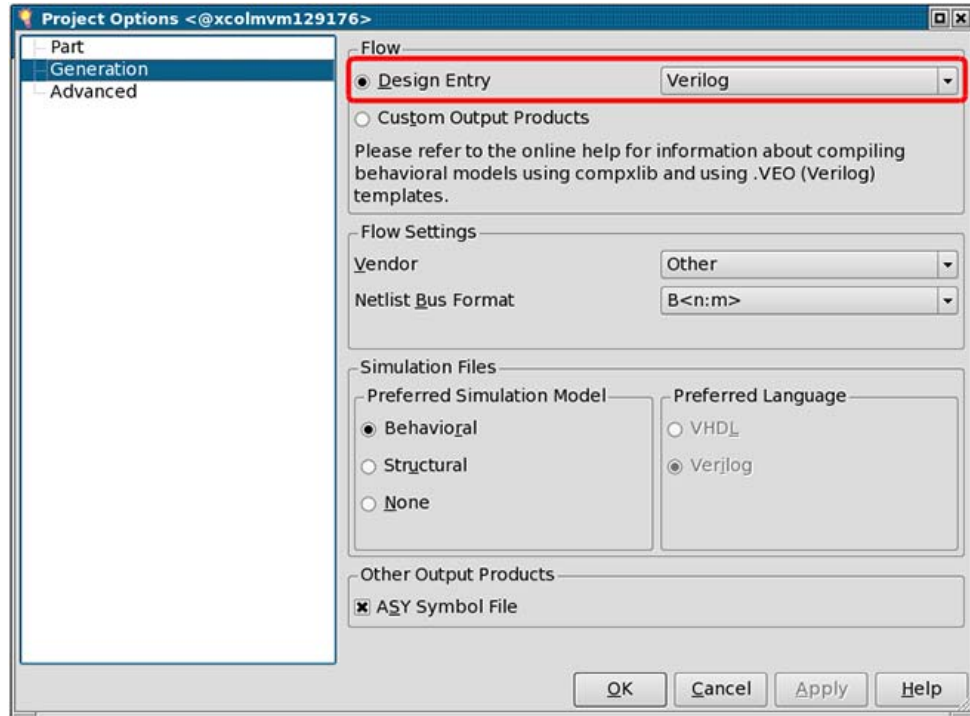 Project Options <@xcolmvm129176>
Part
Generation
Advanced
Flow
Design Entry Verilog
Custom Output Products
Please refer to the online help for information about compiling
behavioral models using compxlib and using .VEO (Verilog)
templates.
Flow Settings
Vendor Other
Netlist Bus Format B<n:m>
Simulation Files
Preferred Simulation Model
Behavioral
Structural
None
Preferred Language
VHDL
Verilog
Other Output Products
ASY Symbol File
OK Cancel Apply Help